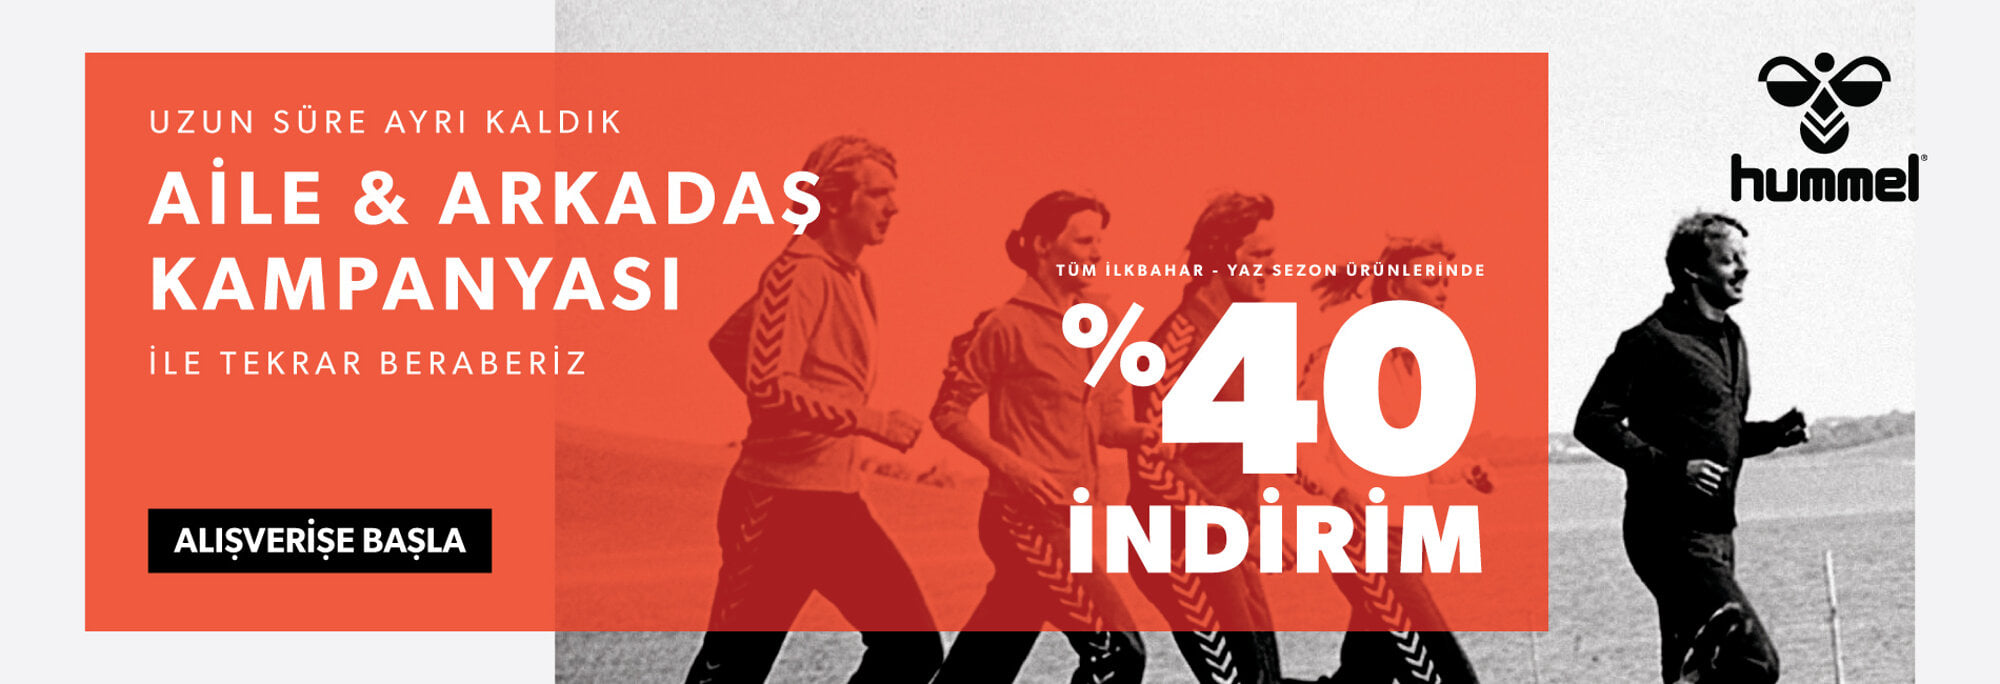 UZUN SÜRE AYRI KALDIK
AİLE & ARKADAŞ
KAMPANYASI
İLE TEKRAR BERABERİZ
ALIŞVERİŞE BAŞLA
TÜM İLKBAHAR - YAZ SEZON ÜRÜNLERİNDE
%40
İNDİRİM
hummel®